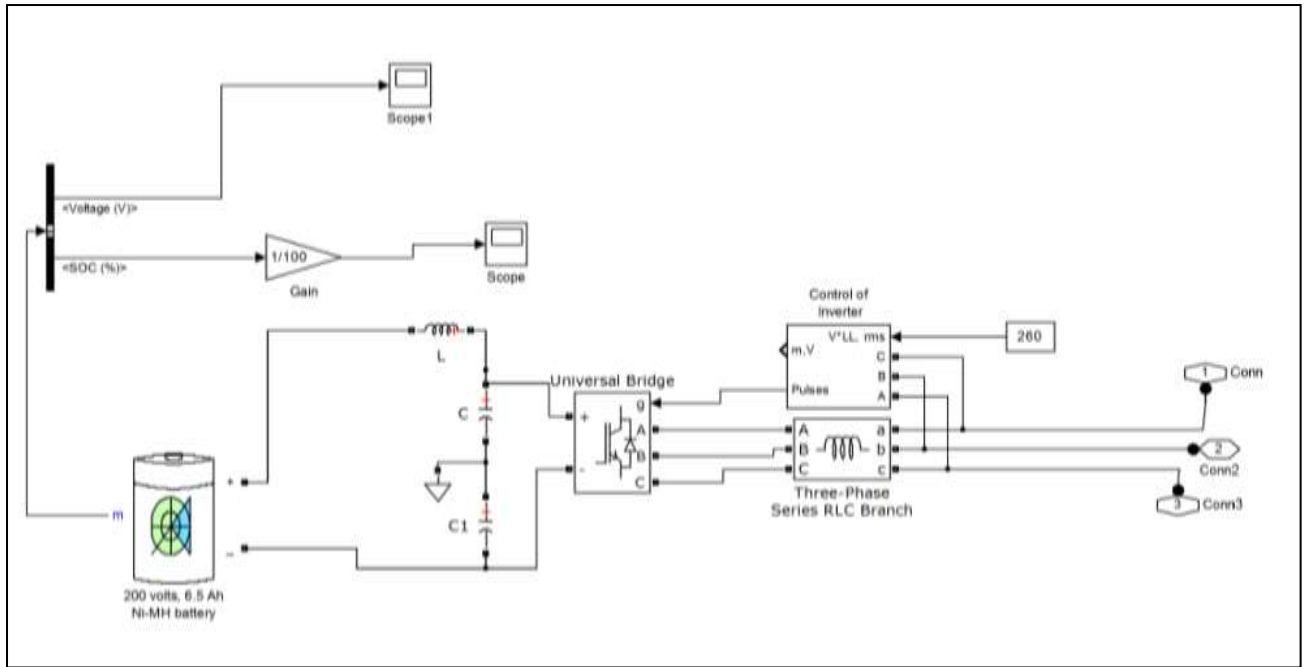 Scope1
<Voltage (V)>
<SOC (%)>
1/100
Gain
Scope
Control of
Inverter
V*LL rms
m,V
C
B
Pulses
A
260
L
Universal Bridge
C
g
+
A
B
-
C
A
B
C
a
b
c
Three-Phase
Series RLC Branch
1
Conn
2
Conn2
3
Conn3
C1
+
m
–
200 volts, 6.5 Ah
Ni-MH battery